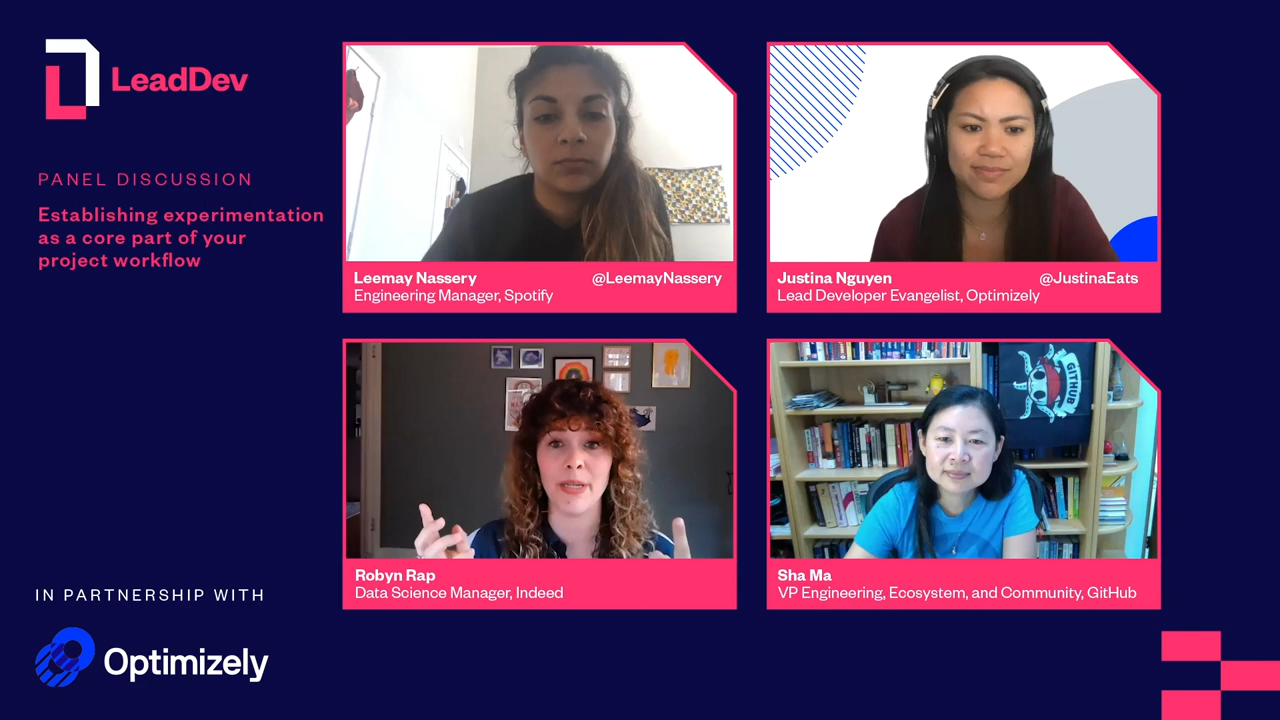 LeadDev
PANEL DISCUSSION
Establishing experimentation
as a core part of your
project workflow
Leemay Nassery @LeemayNassery
Engineering Manager, Spotify
Justina Nguyen @JustinaEats
Lead Developer Evangelist, Optimizely
GITHUB
Robyn Rap
Data Science Manager, Indeed
Sha Ma
VP Engineering, Ecosystem, and Community, GitHub
IN PARTNERSHIP WITH
Optimizely